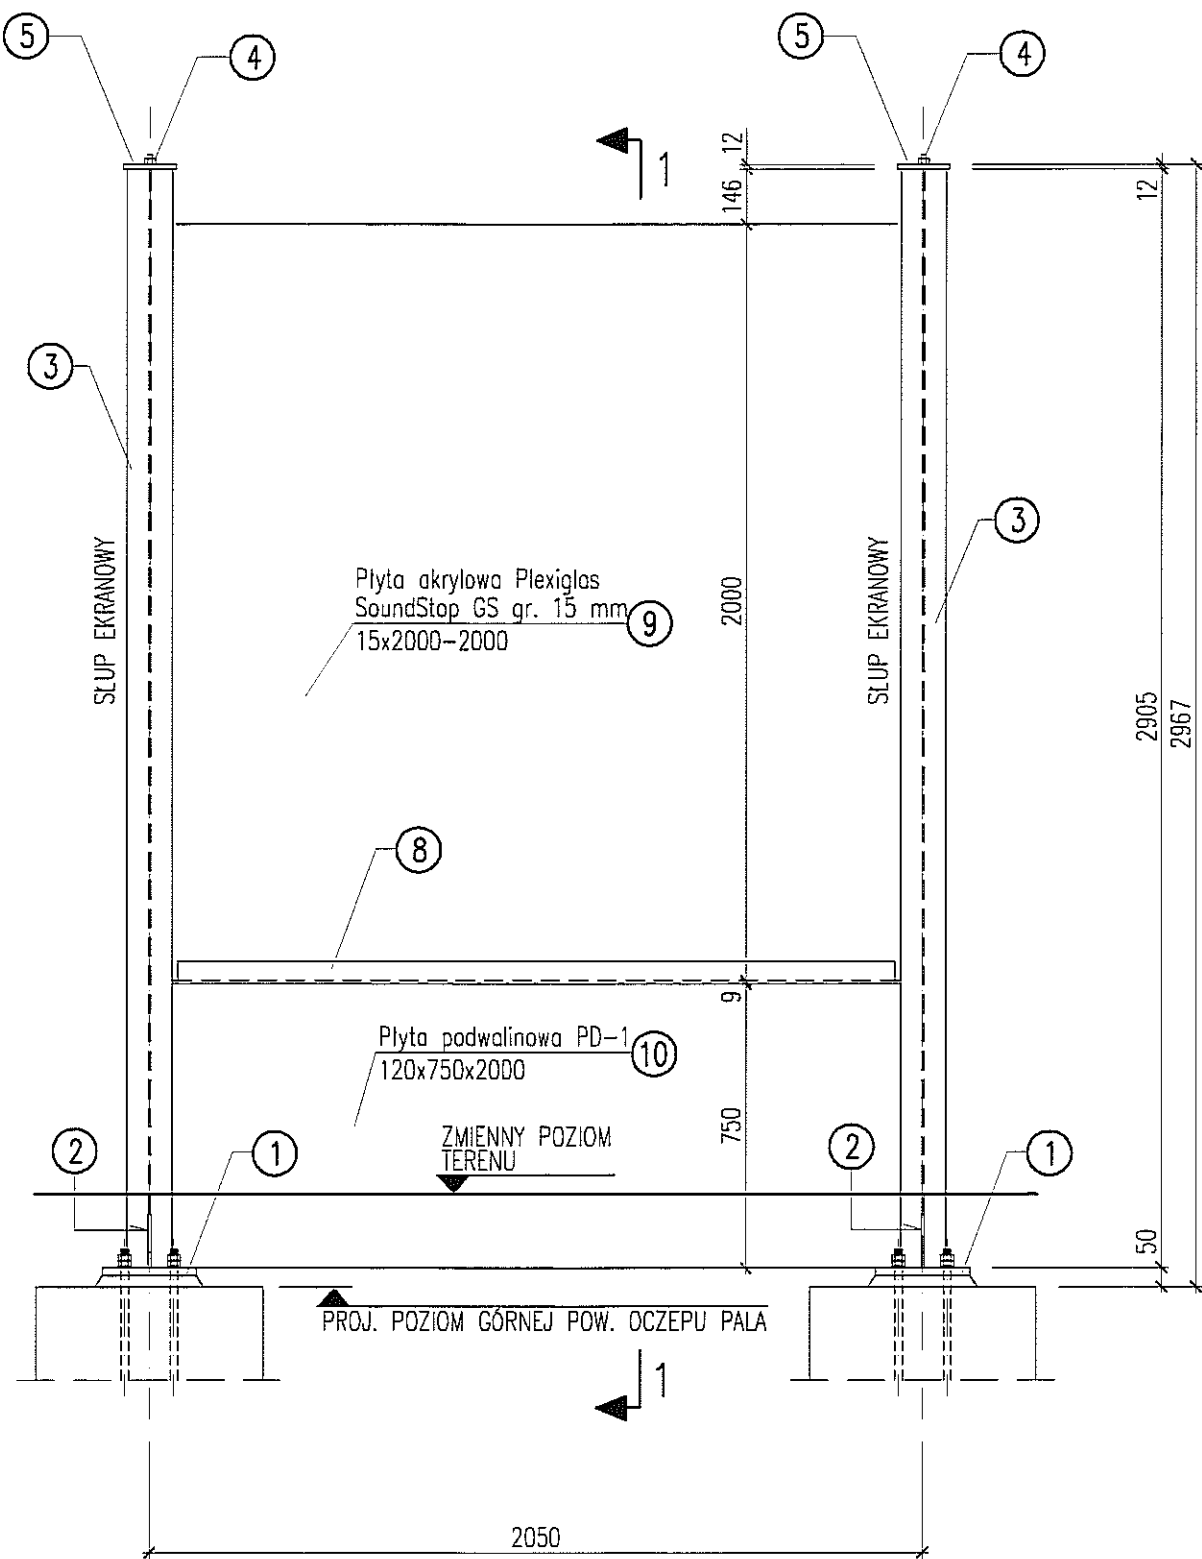 5
4
5
4
1
12
146
12
3
SŁUP EKRANOWY
Płyta akrylowa Plexiglas
SoundStop GS gr. 15 mm
15x2000-2000
9
2000
SŁUP EKRANOWY
3
2905
2967
8
9
Płyta podwalinowa PD-1
120x750x2000
10
750
ZMIENNY POZIOM
TERENU
2
1
2
1
50
PROJ. POZIOM GÓRNEJ POW. OCZEPU PALA
1
2050